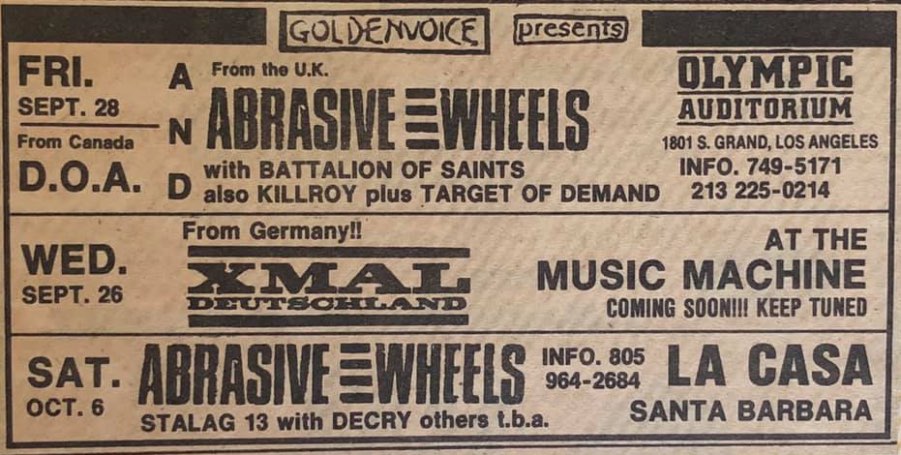 GOLDENVOICE presents
FRI.
SEPT. 28
From Canada
D.O.A.
AND
From the U.K.
ABRASIVE WHEELS
with BATTALION OF SAINTS
also KILLROY plus TARGET OF DEMAND
OLYMPIC
AUDITORIUM
1801 S. GRAND, LOS ANGELES
INFO. 749-5171
213 225-0214
WED.
SEPT. 26
From Germany!!
XMAL
DEUTSCHLAND
AT THE
MUSIC MACHINE
COMING SOON!!! KEEP TUNED
SAT.
OCT. 6
ABRASIVE WHEELS
STALAG 13 with DECRY others t.b.a.
INFO. 805
964-2684
LA CASA
SANTA BARBARA